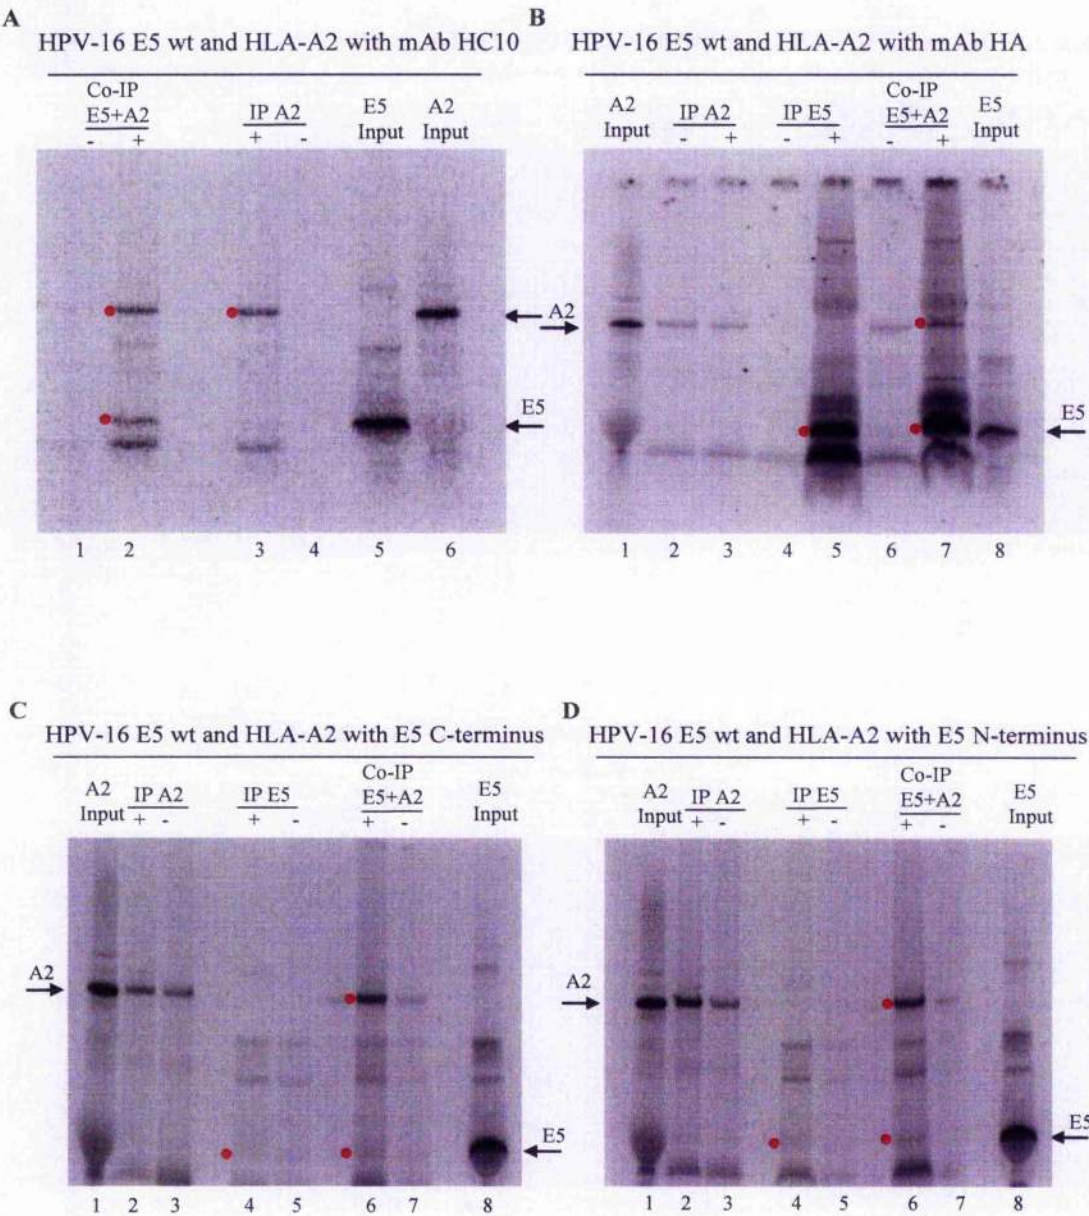 A
HPV-16 E5 wt and HLA-A2 with mAb HC10
Co-IP
E5+A2
- +
IP A2
+ -
E5
Input
A2
Input
A2
E5
1 2 3 4 5 6
B
HPV-16 E5 wt and HLA-A2 with mAb HA
A2
Input
IP A2
- +
IP E5
- +
Co-IP
E5+A2
- +
E5
Input
E5
1 2 3 4 5 6 7 8
C
HPV-16 E5 wt and HLA-A2 with E5 C-terminus
A2
Input
IP A2
+ -
IP E5
+ -
Co-IP
E5+A2
+ -
E5
Input
A2
E5
1 2 3 4 5 6 7 8
D
HPV-16 E5 wt and HLA-A2 with E5 N-terminus
A2
Input
IP A2
+ -
IP E5
+ -
Co-IP
E5+A2
+ -
E5
Input
A2
E5
1 2 3 4 5 6 7 8